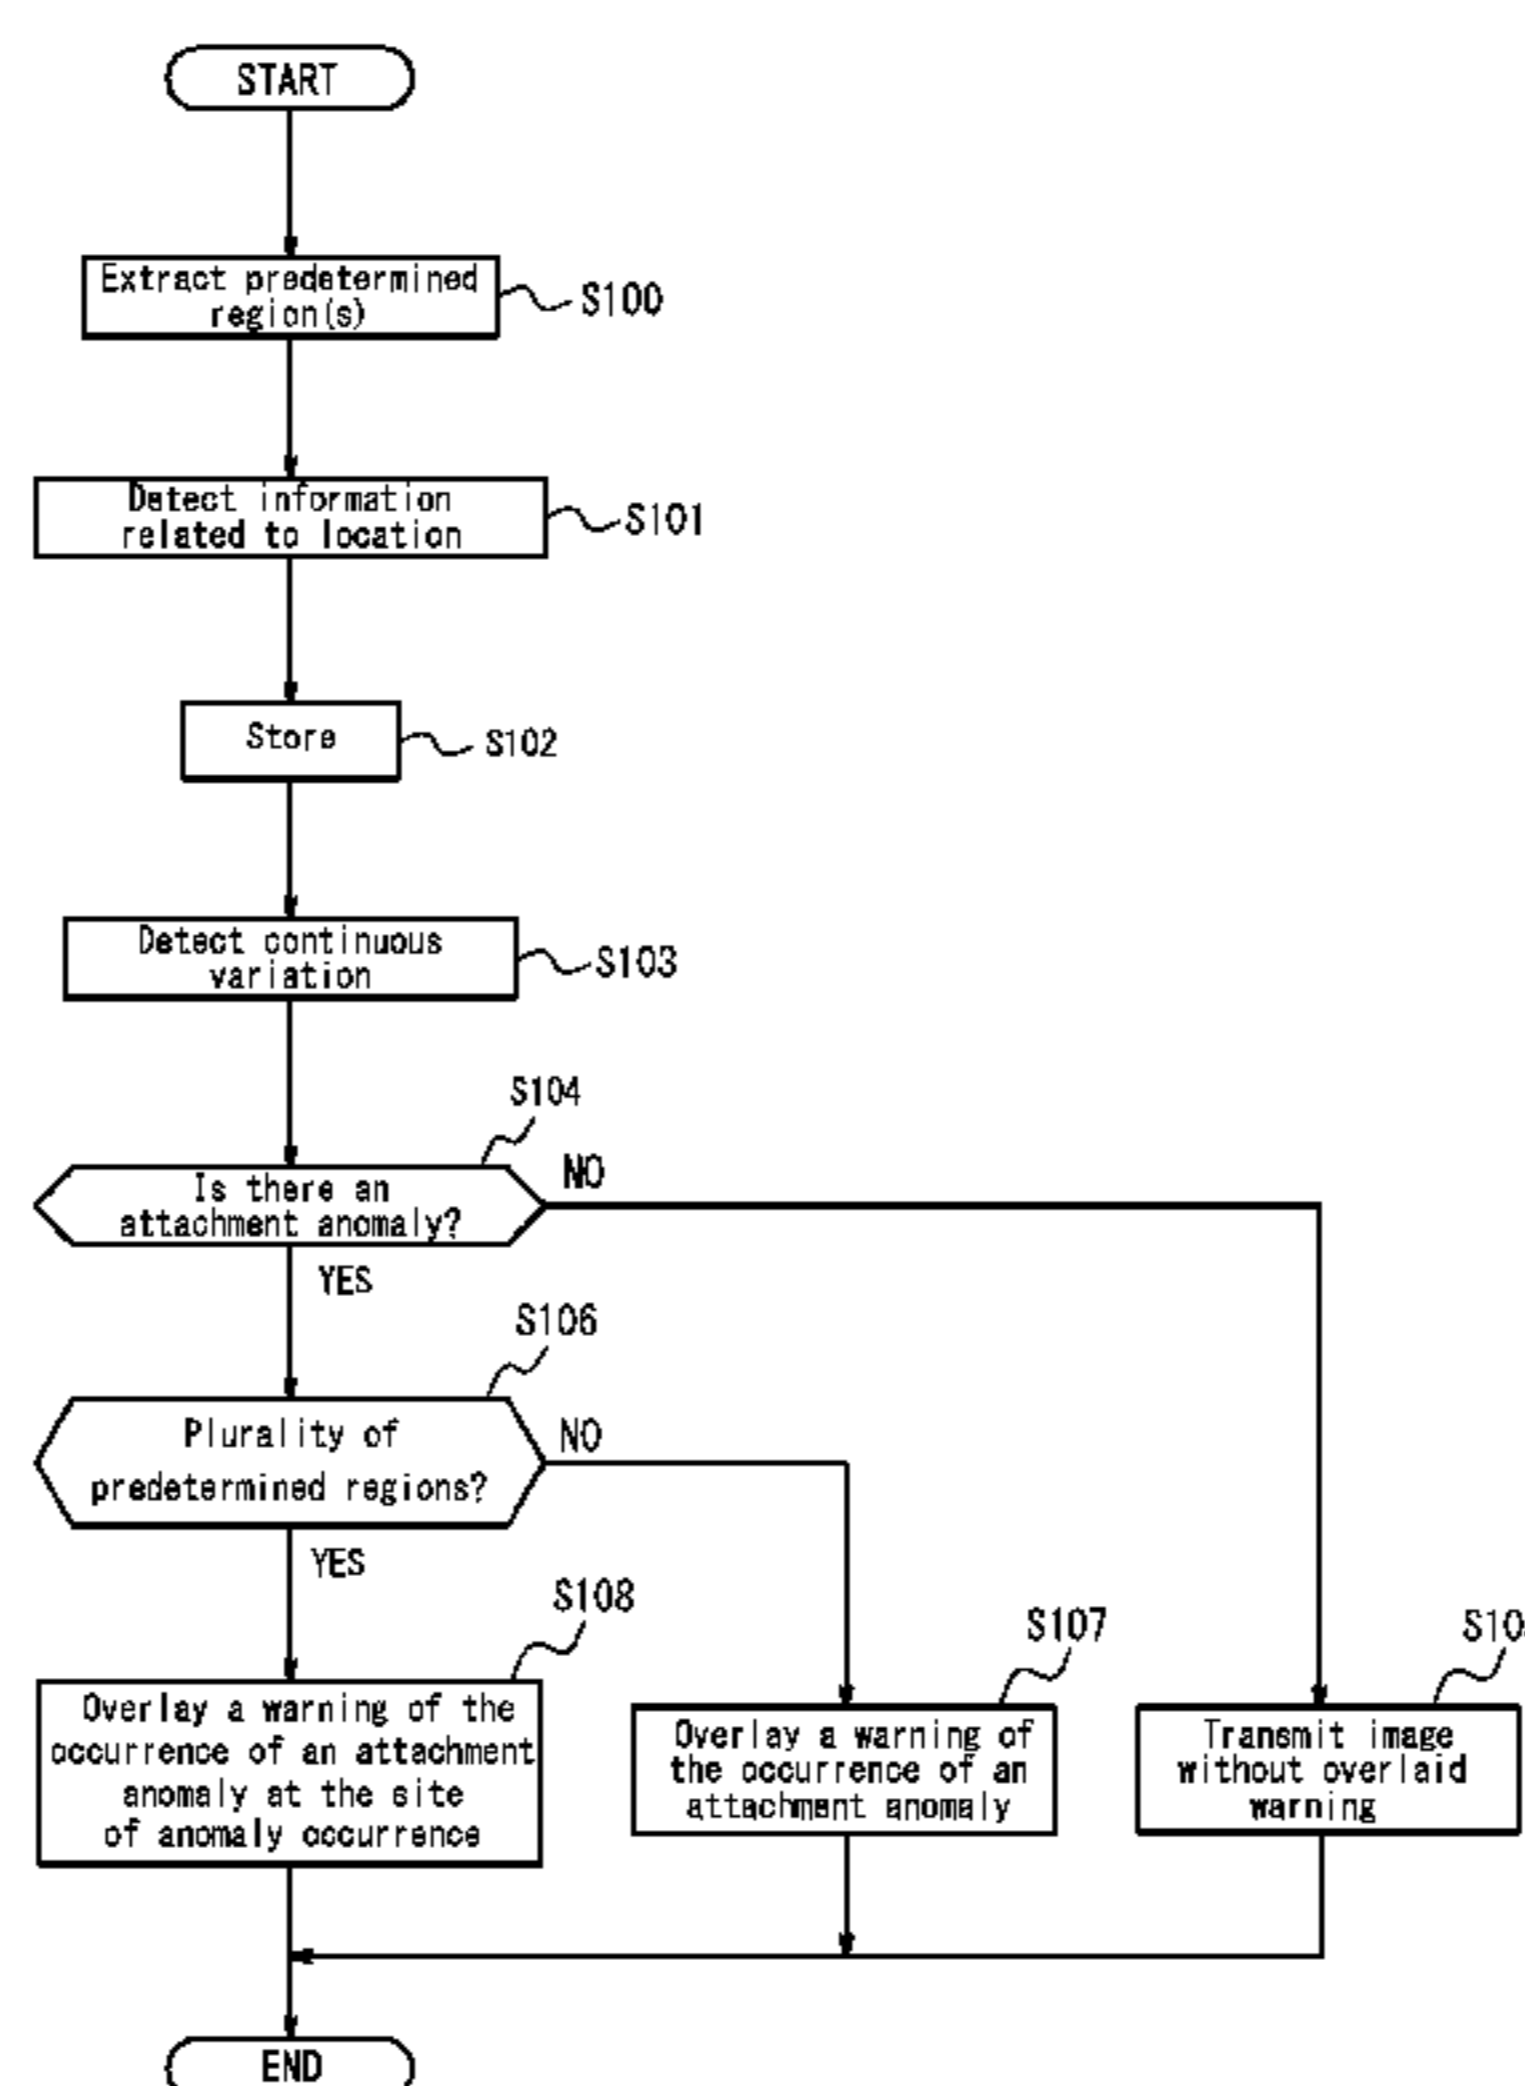 START
Extract predetermined
region(s)
S100
Detect information
related to location
S101
Store
S102
Detect continuous
variation
S103
S104
Is there an
attachment anomaly?
NO
YES
S106
Plurality of
predetermined regions?
NO
YES
S108
Overlay a warning of the
occurrence of an attachment
anomaly at the site
of anomaly occurrence
S107
Overlay a warning of
the occurrence of an
attachment anomaly
Transmit image
without overlaid
warning
END